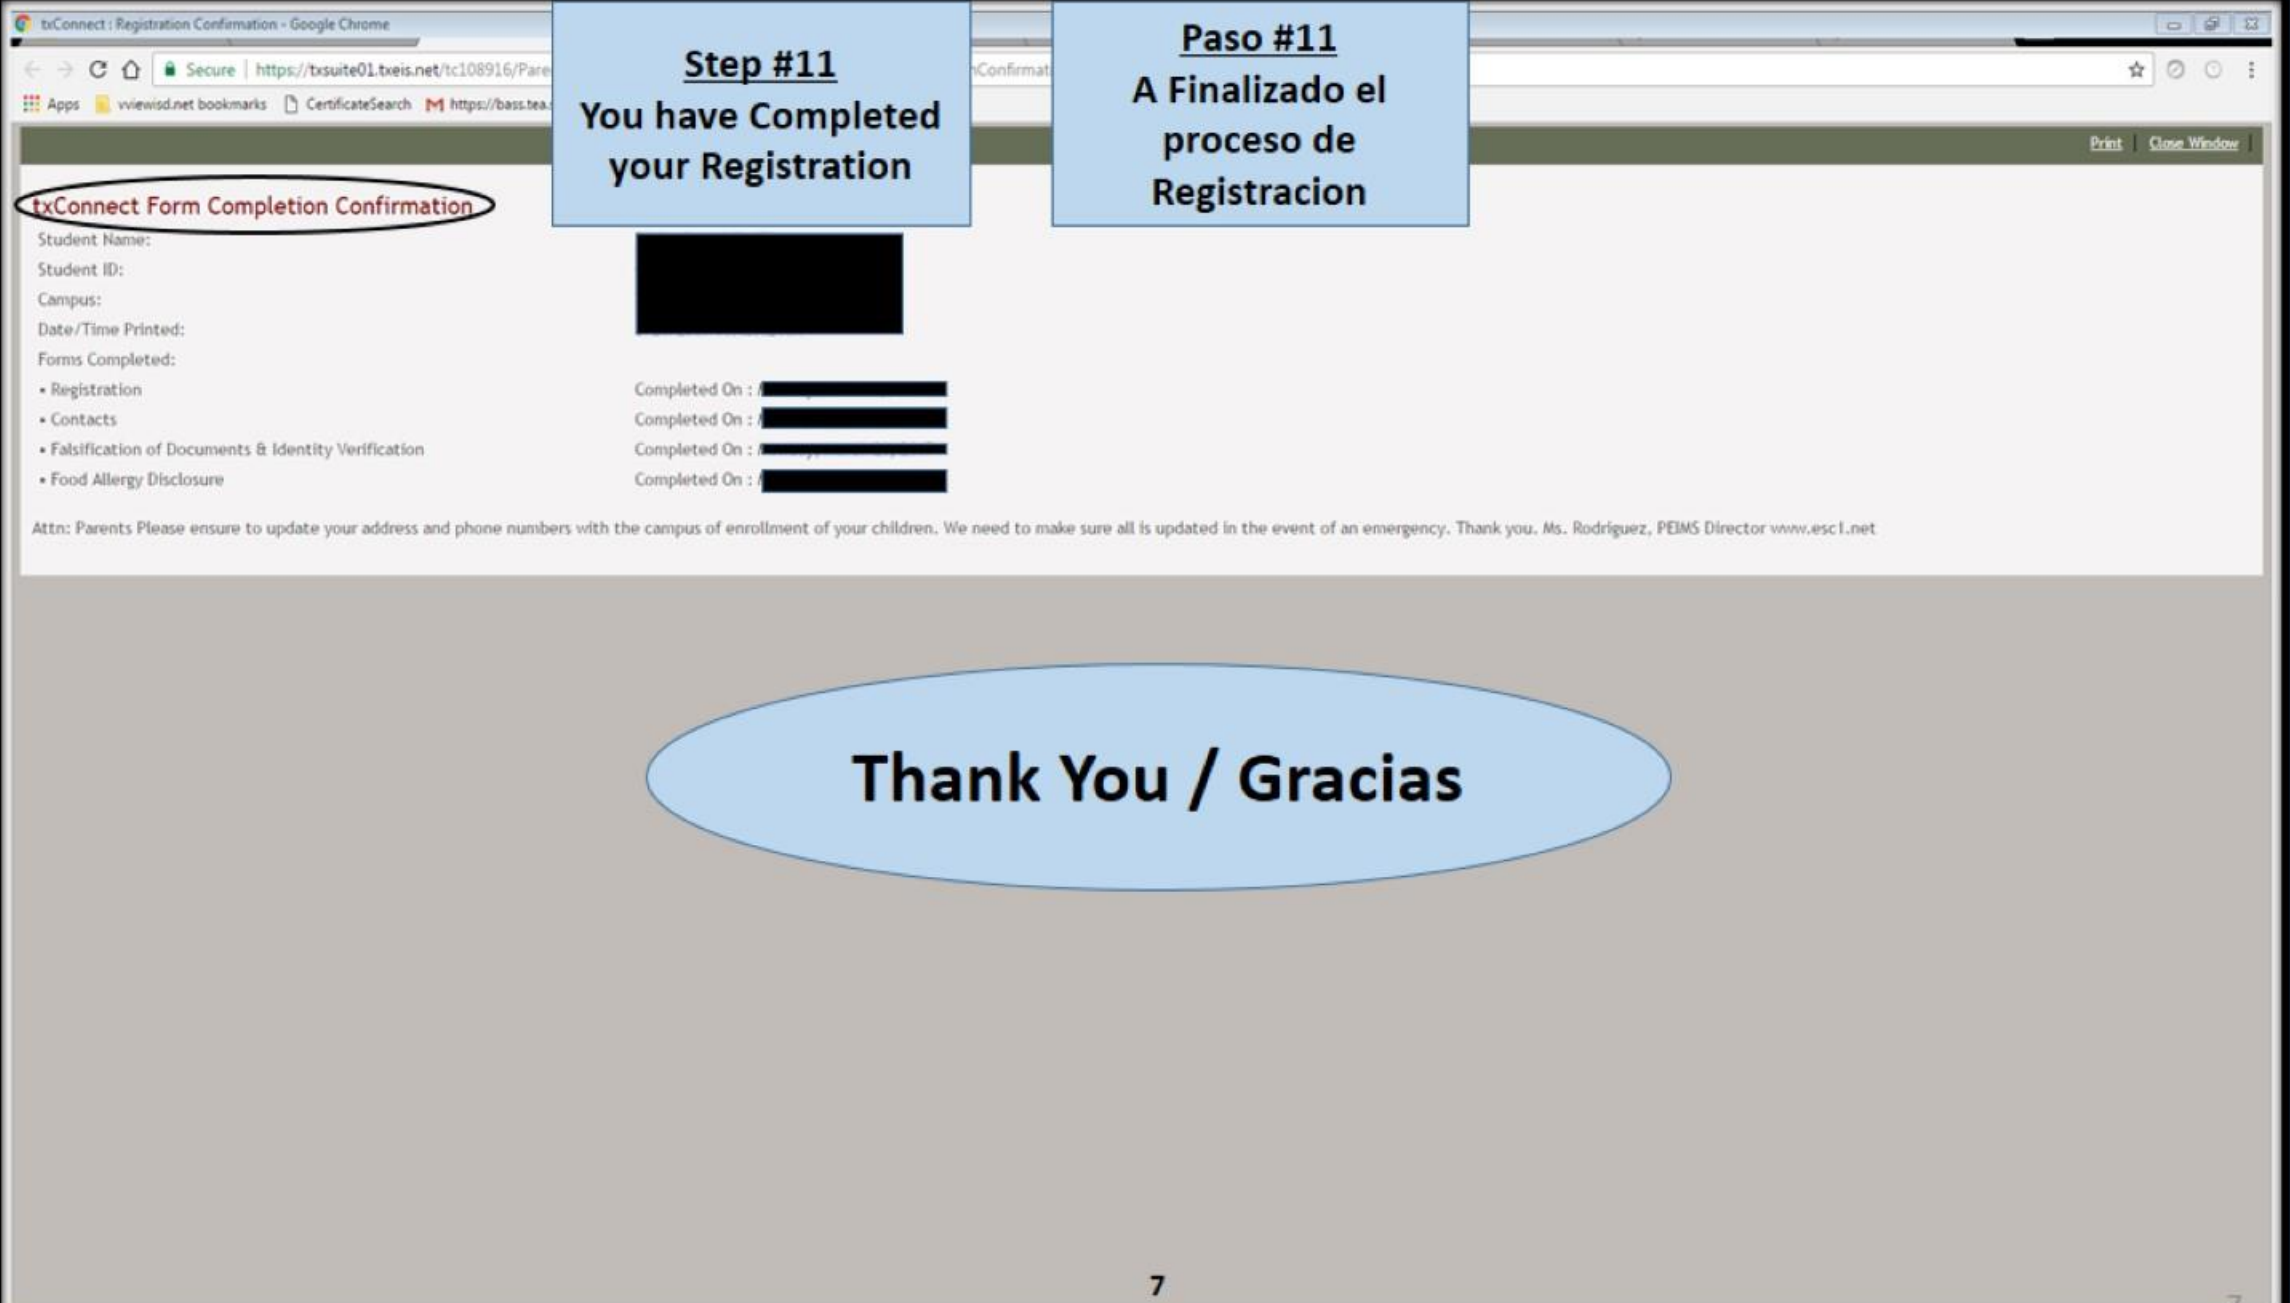 txConnect : Registration Confirmation - Google Chrome
Secure | https://txsuite01.txeis.net/tc108916/Pare
Confirmat
Apps vviewisd.net bookmarks CertificateSearch https://bass.tea.
Step #11
You have Completed
your Registration
Paso #11
A Finalizado el
proceso de
Registracion
Print | Close Window |
txConnect Form Completion Confirmation
Student Name:
Student ID:
Campus:
Date/Time Printed:
Forms Completed:
• Registration Completed On :
• Contacts Completed On :
• Falsification of Documents & Identity Verification Completed On :
• Food Allergy Disclosure Completed On :
Attn: Parents Please ensure to update your address and phone numbers with the campus of enrollment of your children. We need to make sure all is updated in the event of an emergency. Thank you. Ms. Rodriguez, PEIMS Director www.esc1.net
Thank You / Gracias
7